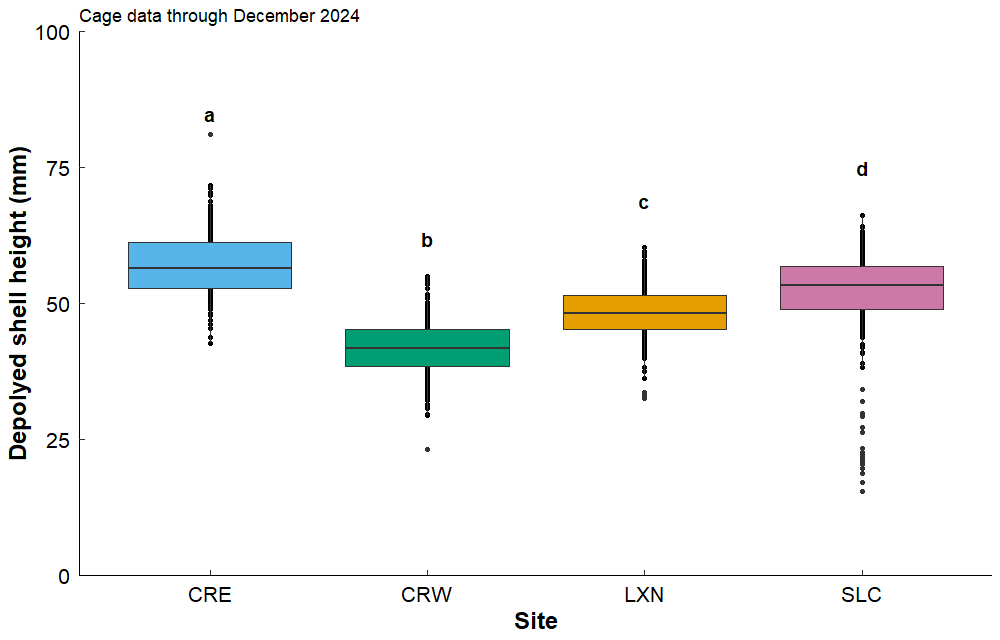 Cage data through December 2024
100
75
50
25
0
Depolyed shell height (mm)
a
b
c
d
CRE CRW LXN SLC
Site